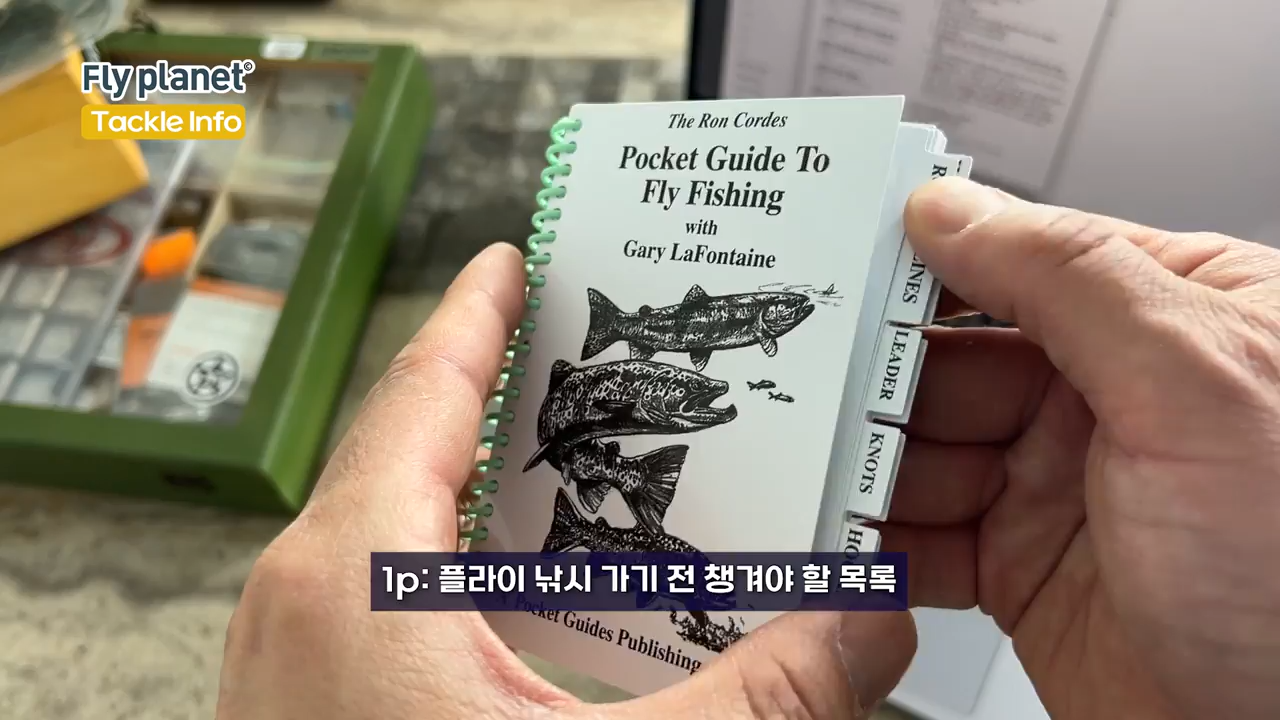 Fly planet©
Tackle Info
The Ron Cordes
Pocket Guide To
Fly Fishing
with
Gary LaFontaine
LINES
LEADER
KNOTS
1p: 플라이 낚시 가기 전 챙겨야 할 목록
Pocket Guides Publishing